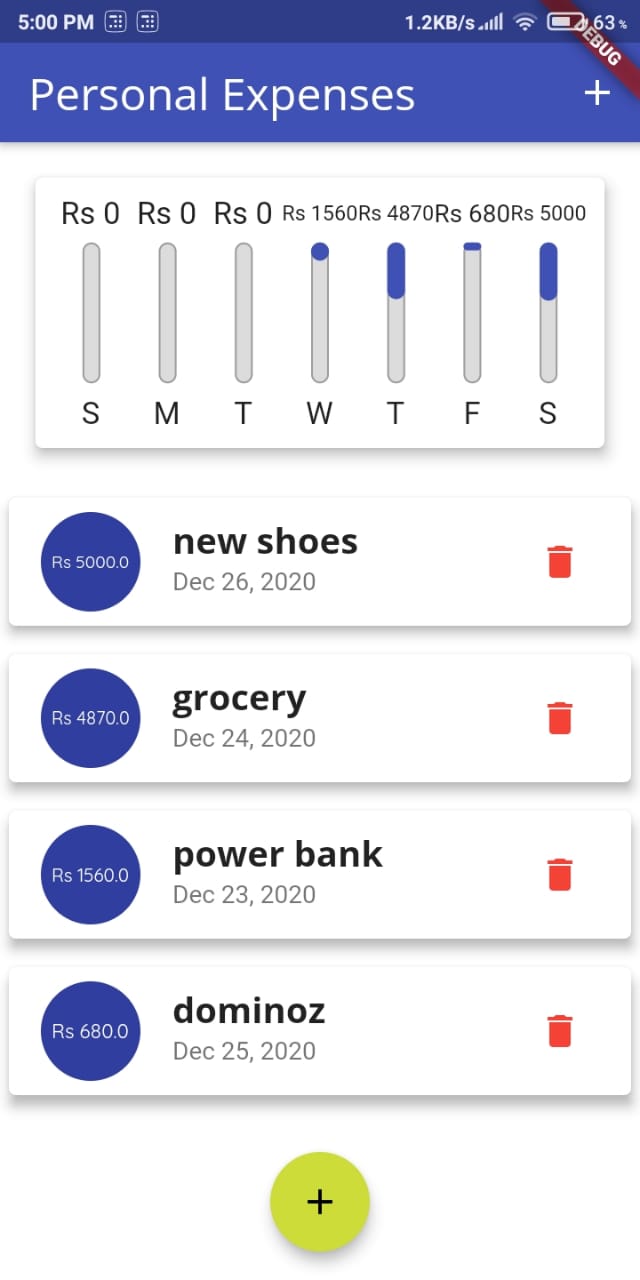 5:00 PM 1.2KB/s 63%
DEBUG
Personal Expenses +
Rs 0 Rs 0 Rs 0 Rs 1560 Rs 4870 Rs 680 Rs 5000
S M T W T F S
new shoes
Rs 5000.0
Dec 26, 2020
grocery
Rs 4870.0
Dec 24, 2020
power bank
Rs 1560.0
Dec 23, 2020
dominoz
Rs 680.0
Dec 25, 2020
+